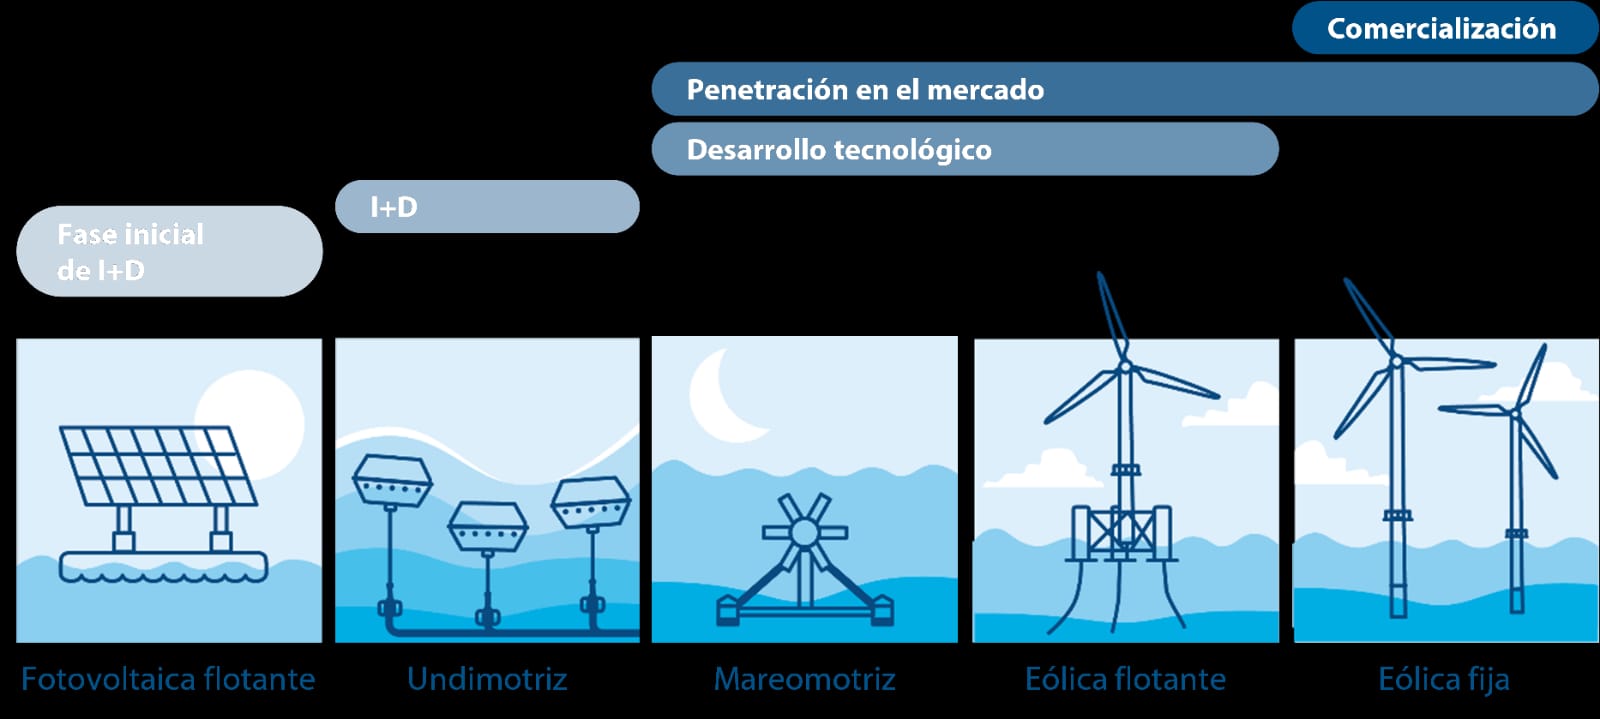 Comercialización
Penetración en el mercado
Desarrollo tecnológico
I+D
Fase inicial
de I+D
Fotovoltaica flotante
Undimotriz
Mareomotriz
Eólica flotante
Eólica fija